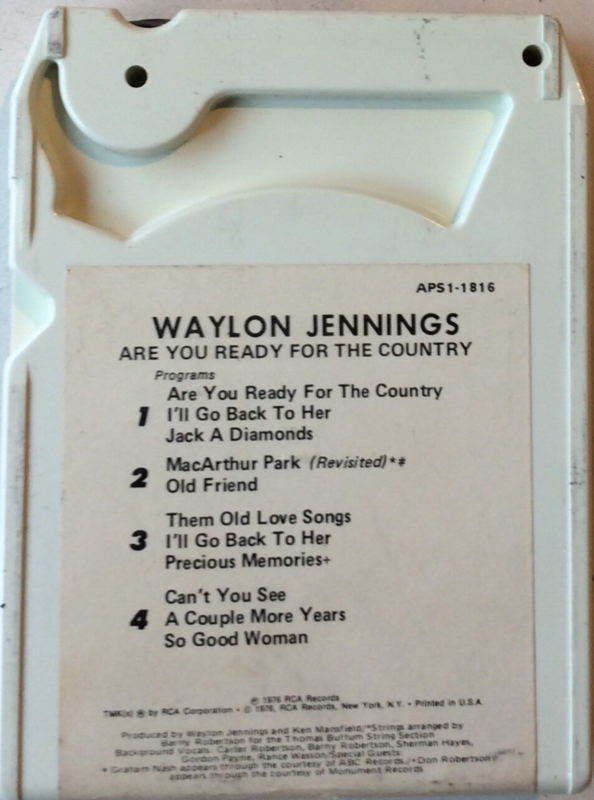 APS1-1816
WAYLON JENNINGS
ARE YOU READY FOR THE COUNTRY
Programs
1
Are You Ready For The Country
I'll Go Back To Her
Jack A Diamonds
2
MacArthur Park (Revisited)*#
Old Friend
3
Them Old Love Songs
I'll Go Back To Her
Precious Memories+
4
Can't You See
A Couple More Years
So Good Woman
℗ 1976 RCA Records
TMK(s) ® by RCA Corporation • © 1976, RCA Records, New York, N.Y. • Printed in U.S.A.
Produced by Waylon Jennings and Ken Mansfield/*Strings arranged by
Barny Robertson for the Thomas Buttum String Section
Background Vocals: Carter Robertson, Barny Robertson, Sherman Hayes,
Gordon Payne, Rance Wasson/Special Guests:
Graham Nash appears through the courtesy of ABC Records./+Don Robertson
appears through the courtesy of Monument Records